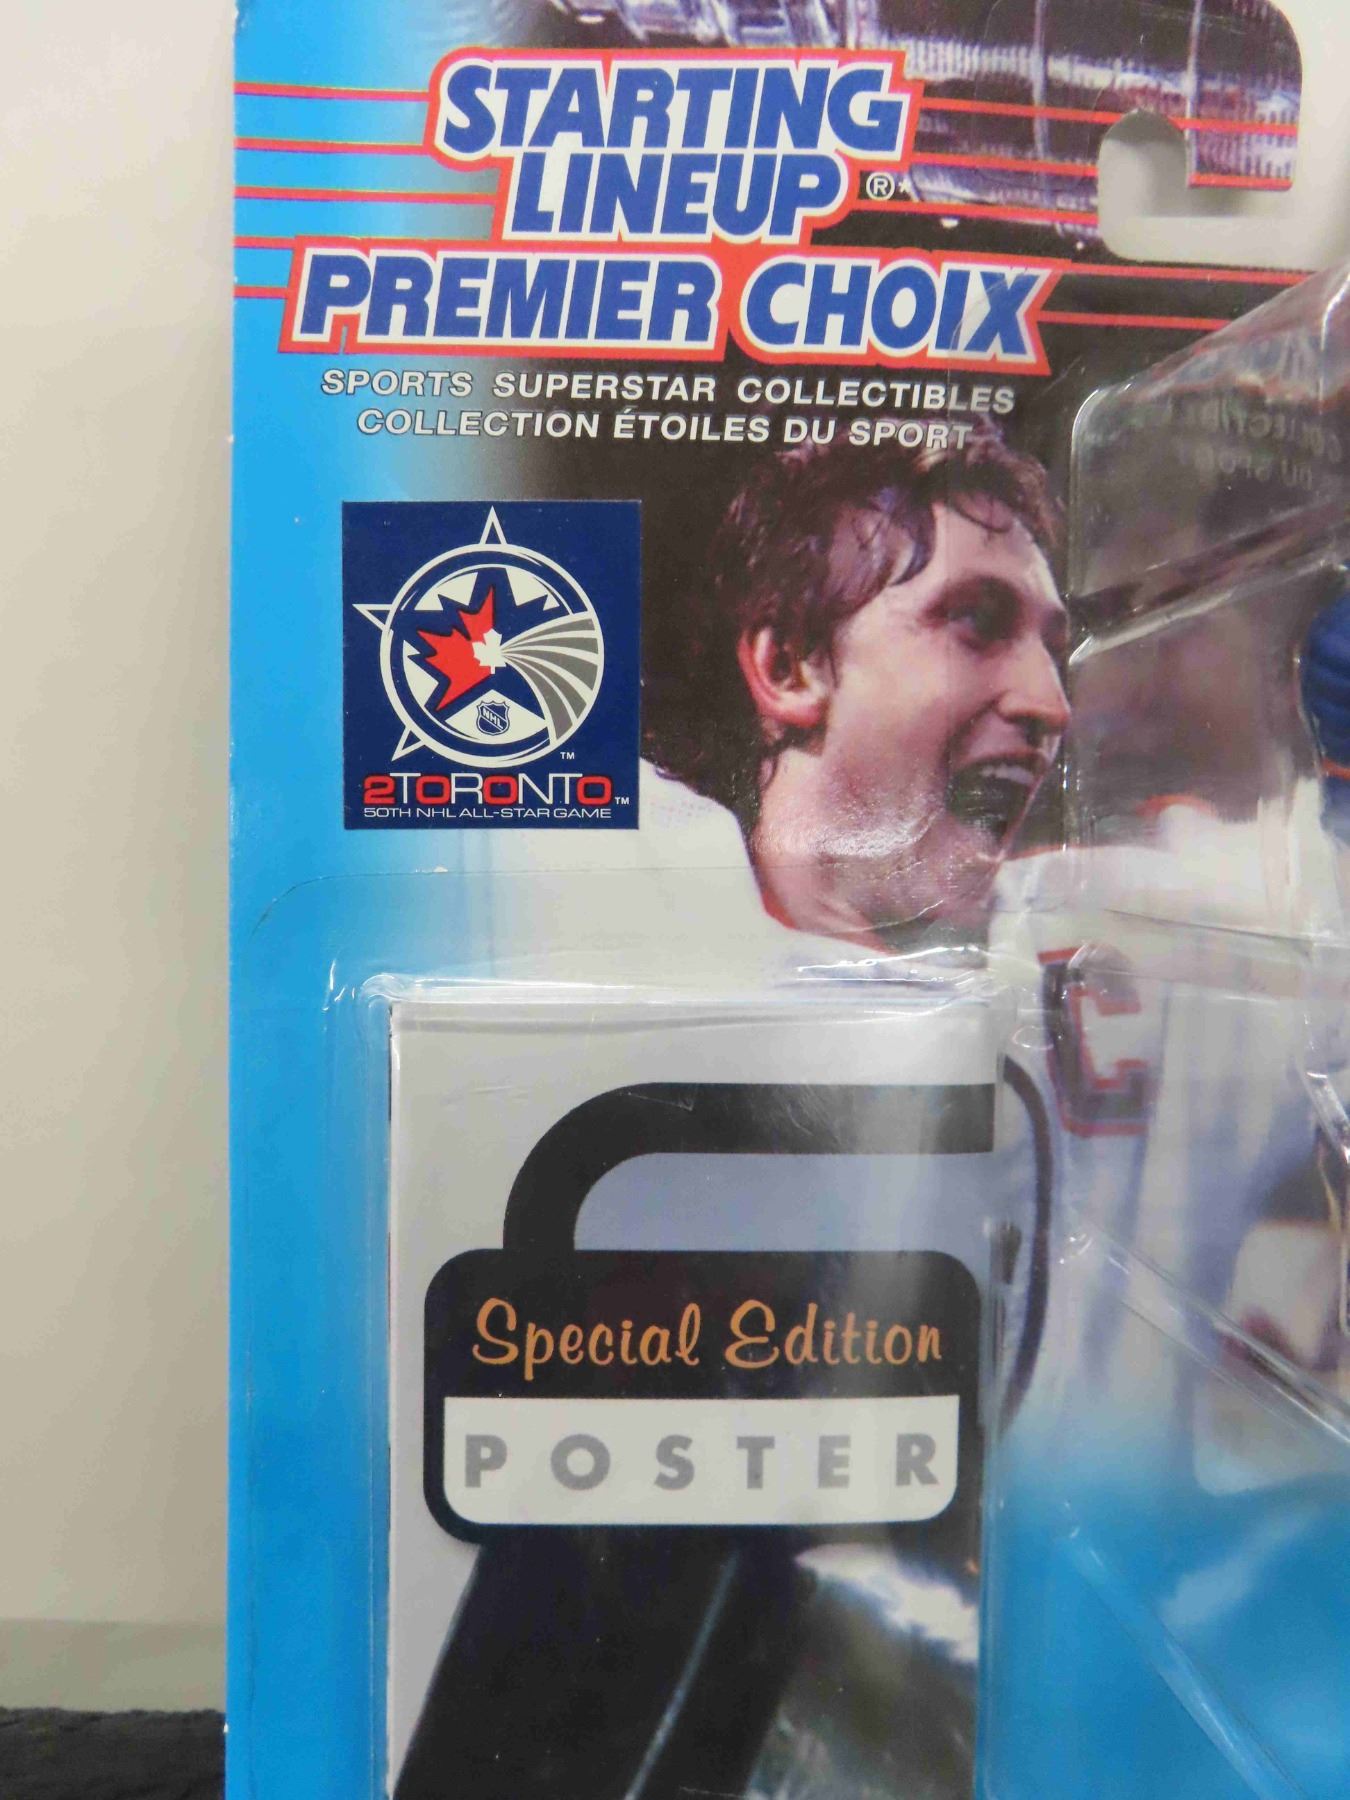 STARTING
LINEUP®*
PREMIER CHOIX
SPORTS SUPERSTAR COLLECTIBLES
COLLECTION ÉTOILES DU SPORT
NHL
TM
2TORONTO™
50TH NHL ALL-STAR GAME
C
Special Edition
POSTER